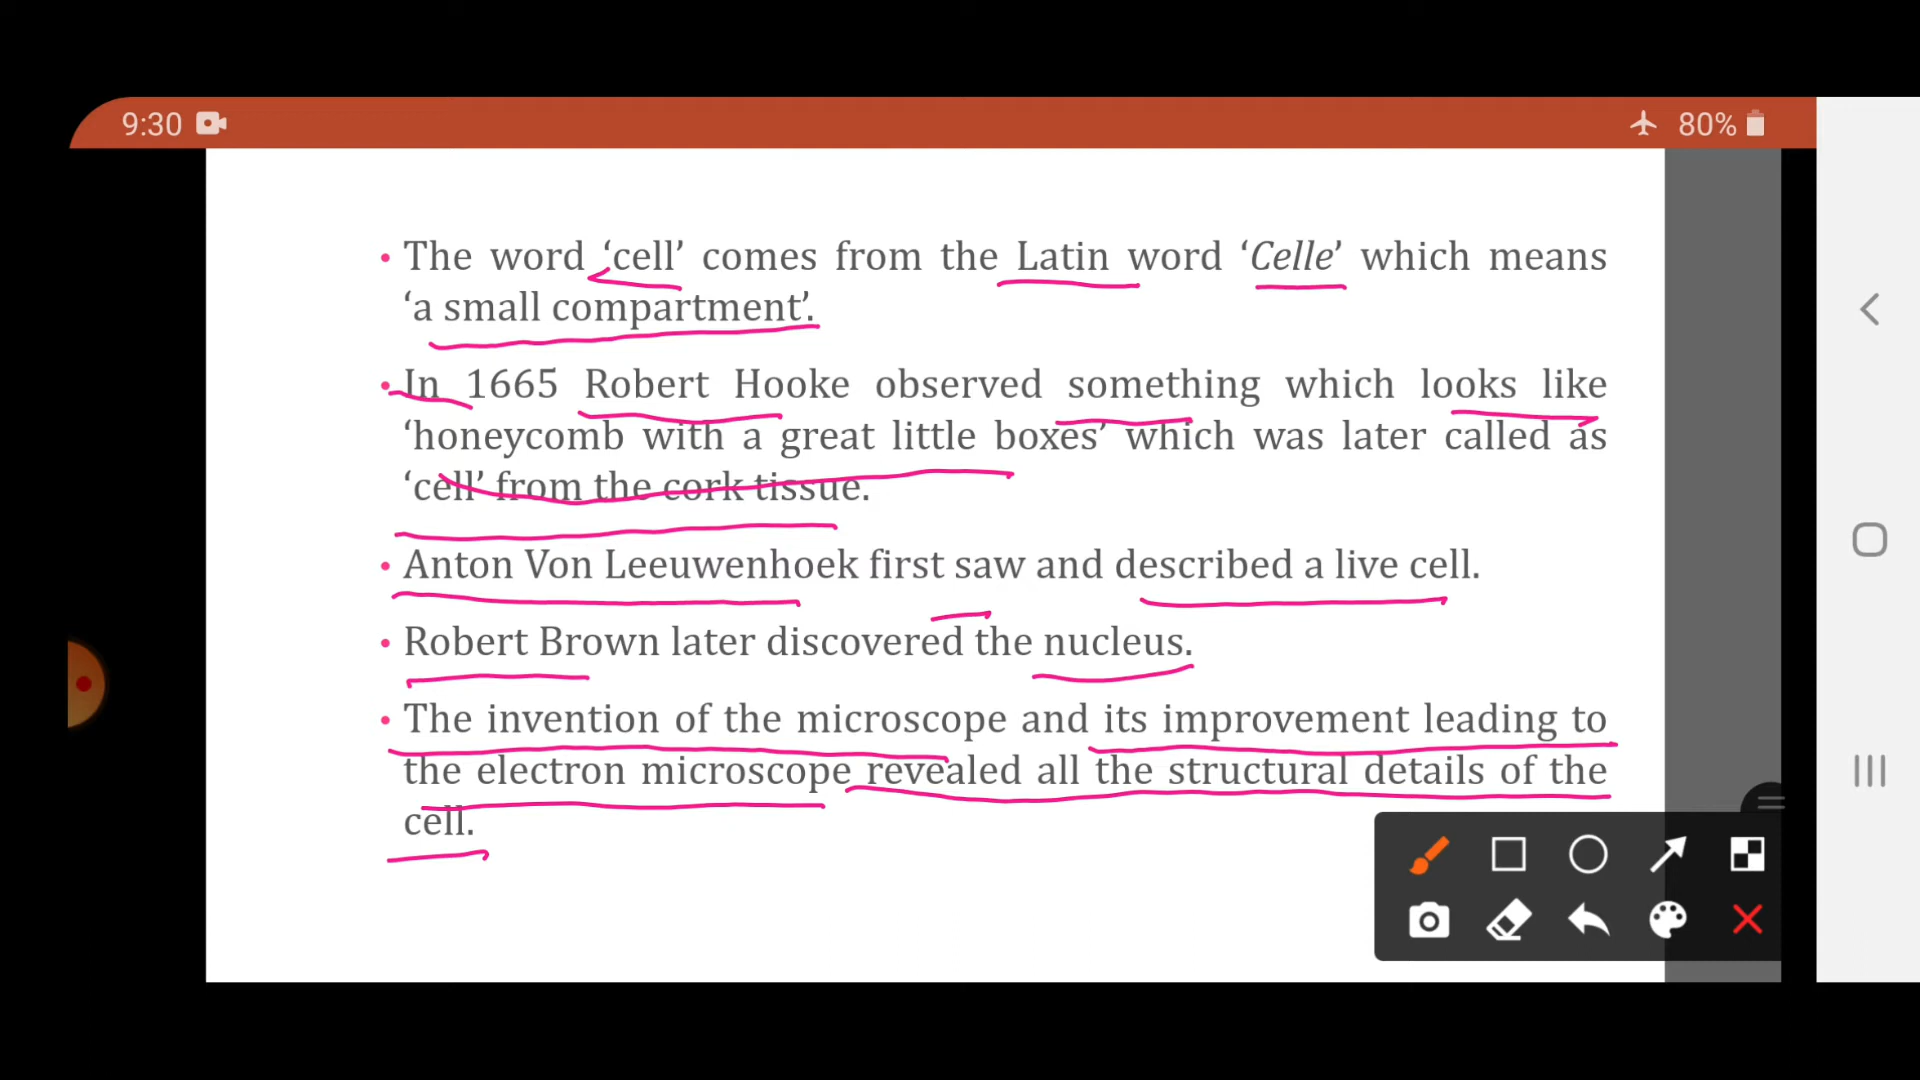 9:30
80%
• The word ‘cell’ comes from the Latin word ‘Celle’ which means
‘a small compartment’.
• In 1665 Robert Hooke observed something which looks like
‘honeycomb with a great little boxes’ which was later called as
‘cell’ from the cork tissue.
• Anton Von Leeuwenhoek first saw and described a live cell.
• Robert Brown later discovered the nucleus.
• The invention of the microscope and its improvement leading to
the electron microscope revealed all the structural details of the
cell.